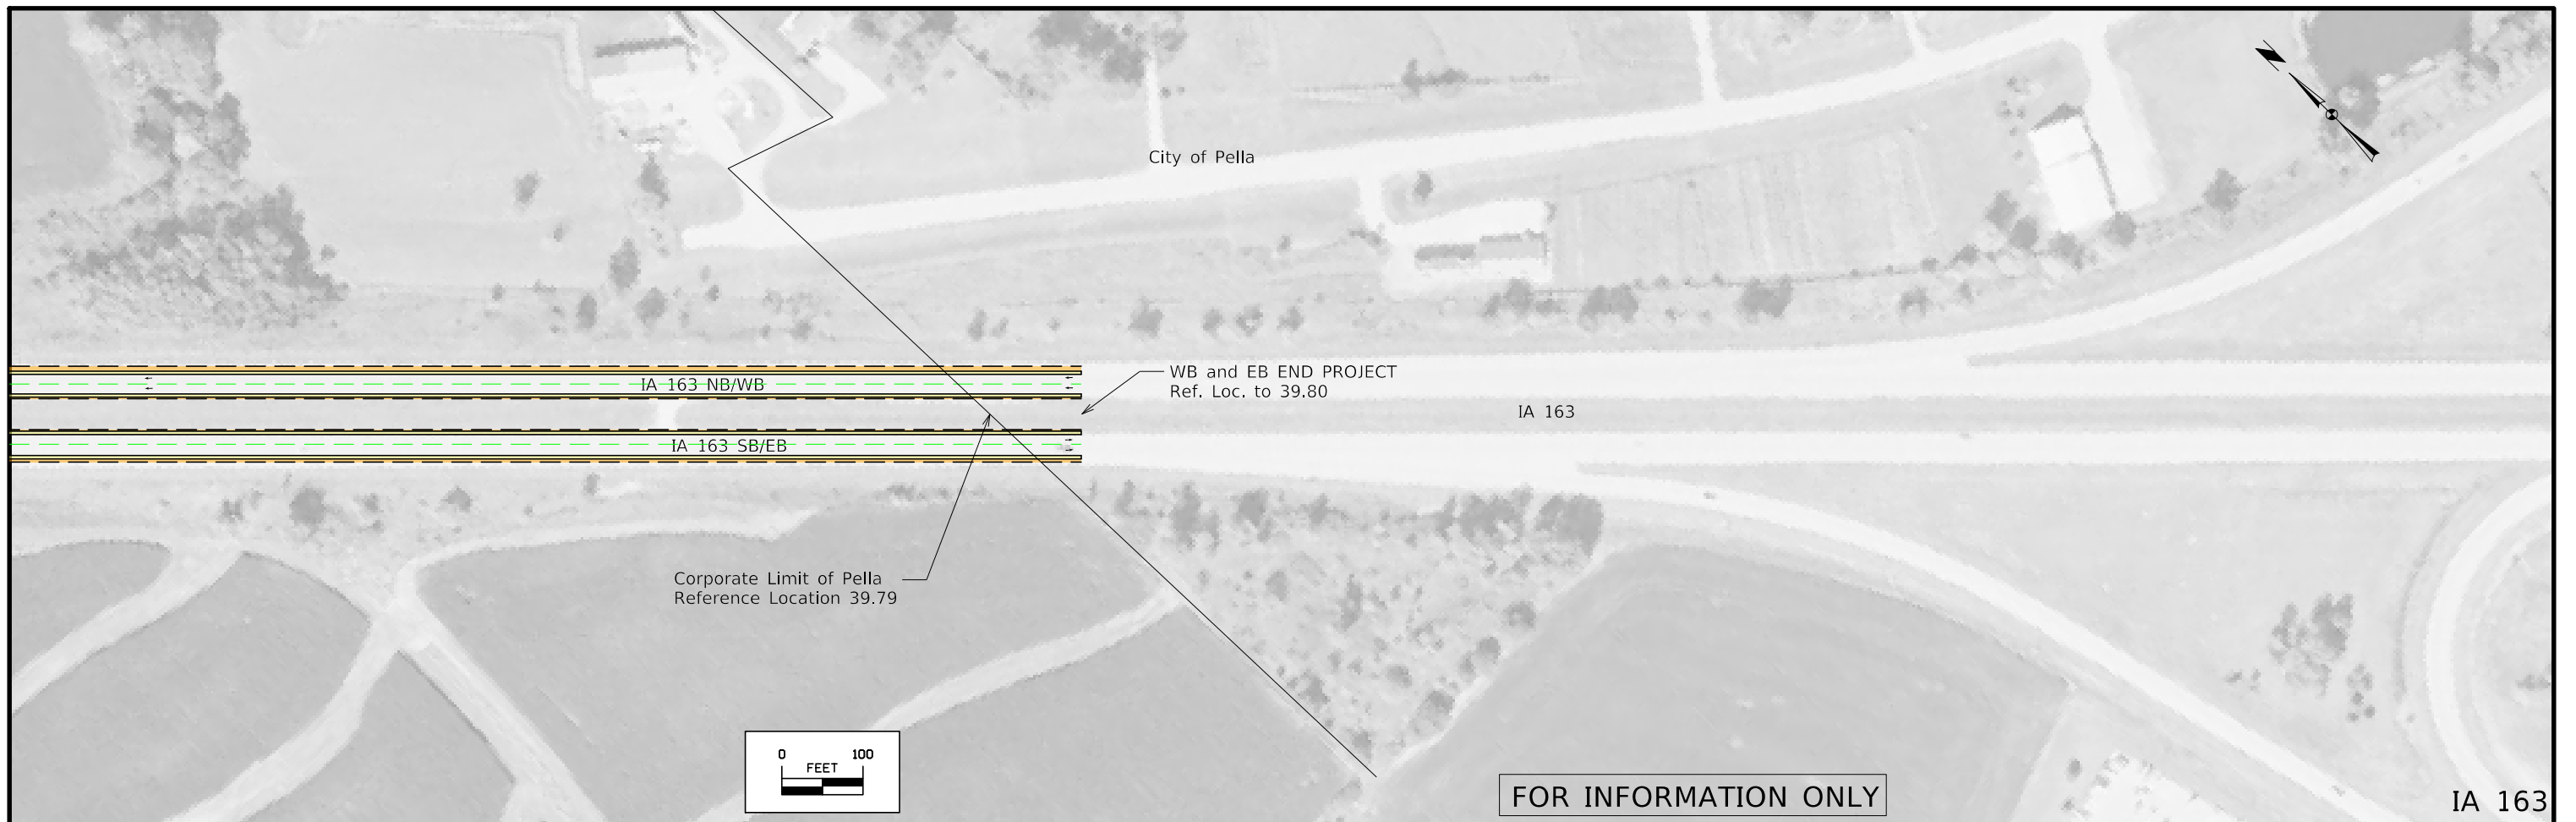 City of Pella
IA 163 NB/WB
WB and EB END PROJECT
Ref. Loc. to 39.80
IA 163
IA 163 SB/EB
Corporate Limit of Pella
Reference Location 39.79
0 100
FEET
FOR INFORMATION ONLY
IA 163